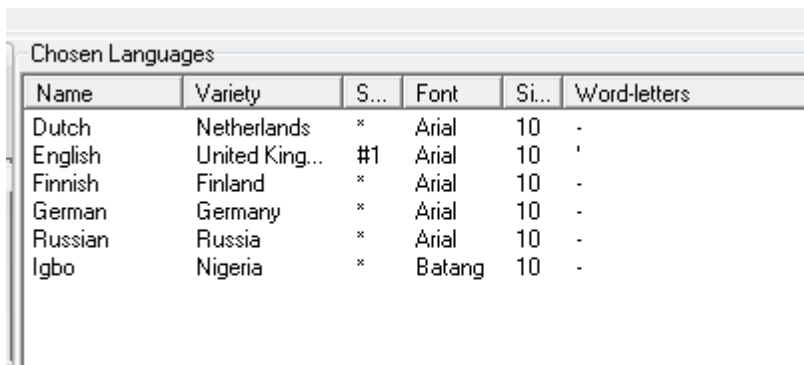 Chosen Languages
Name Variety S... Font Si... Word-letters
Dutch Netherlands * Arial 10 -
English United King... #1 Arial 10 '
Finnish Finland * Arial 10 -
German Germany * Arial 10 -
Russian Russia * Arial 10 -
Igbo Nigeria * Batang 10 -